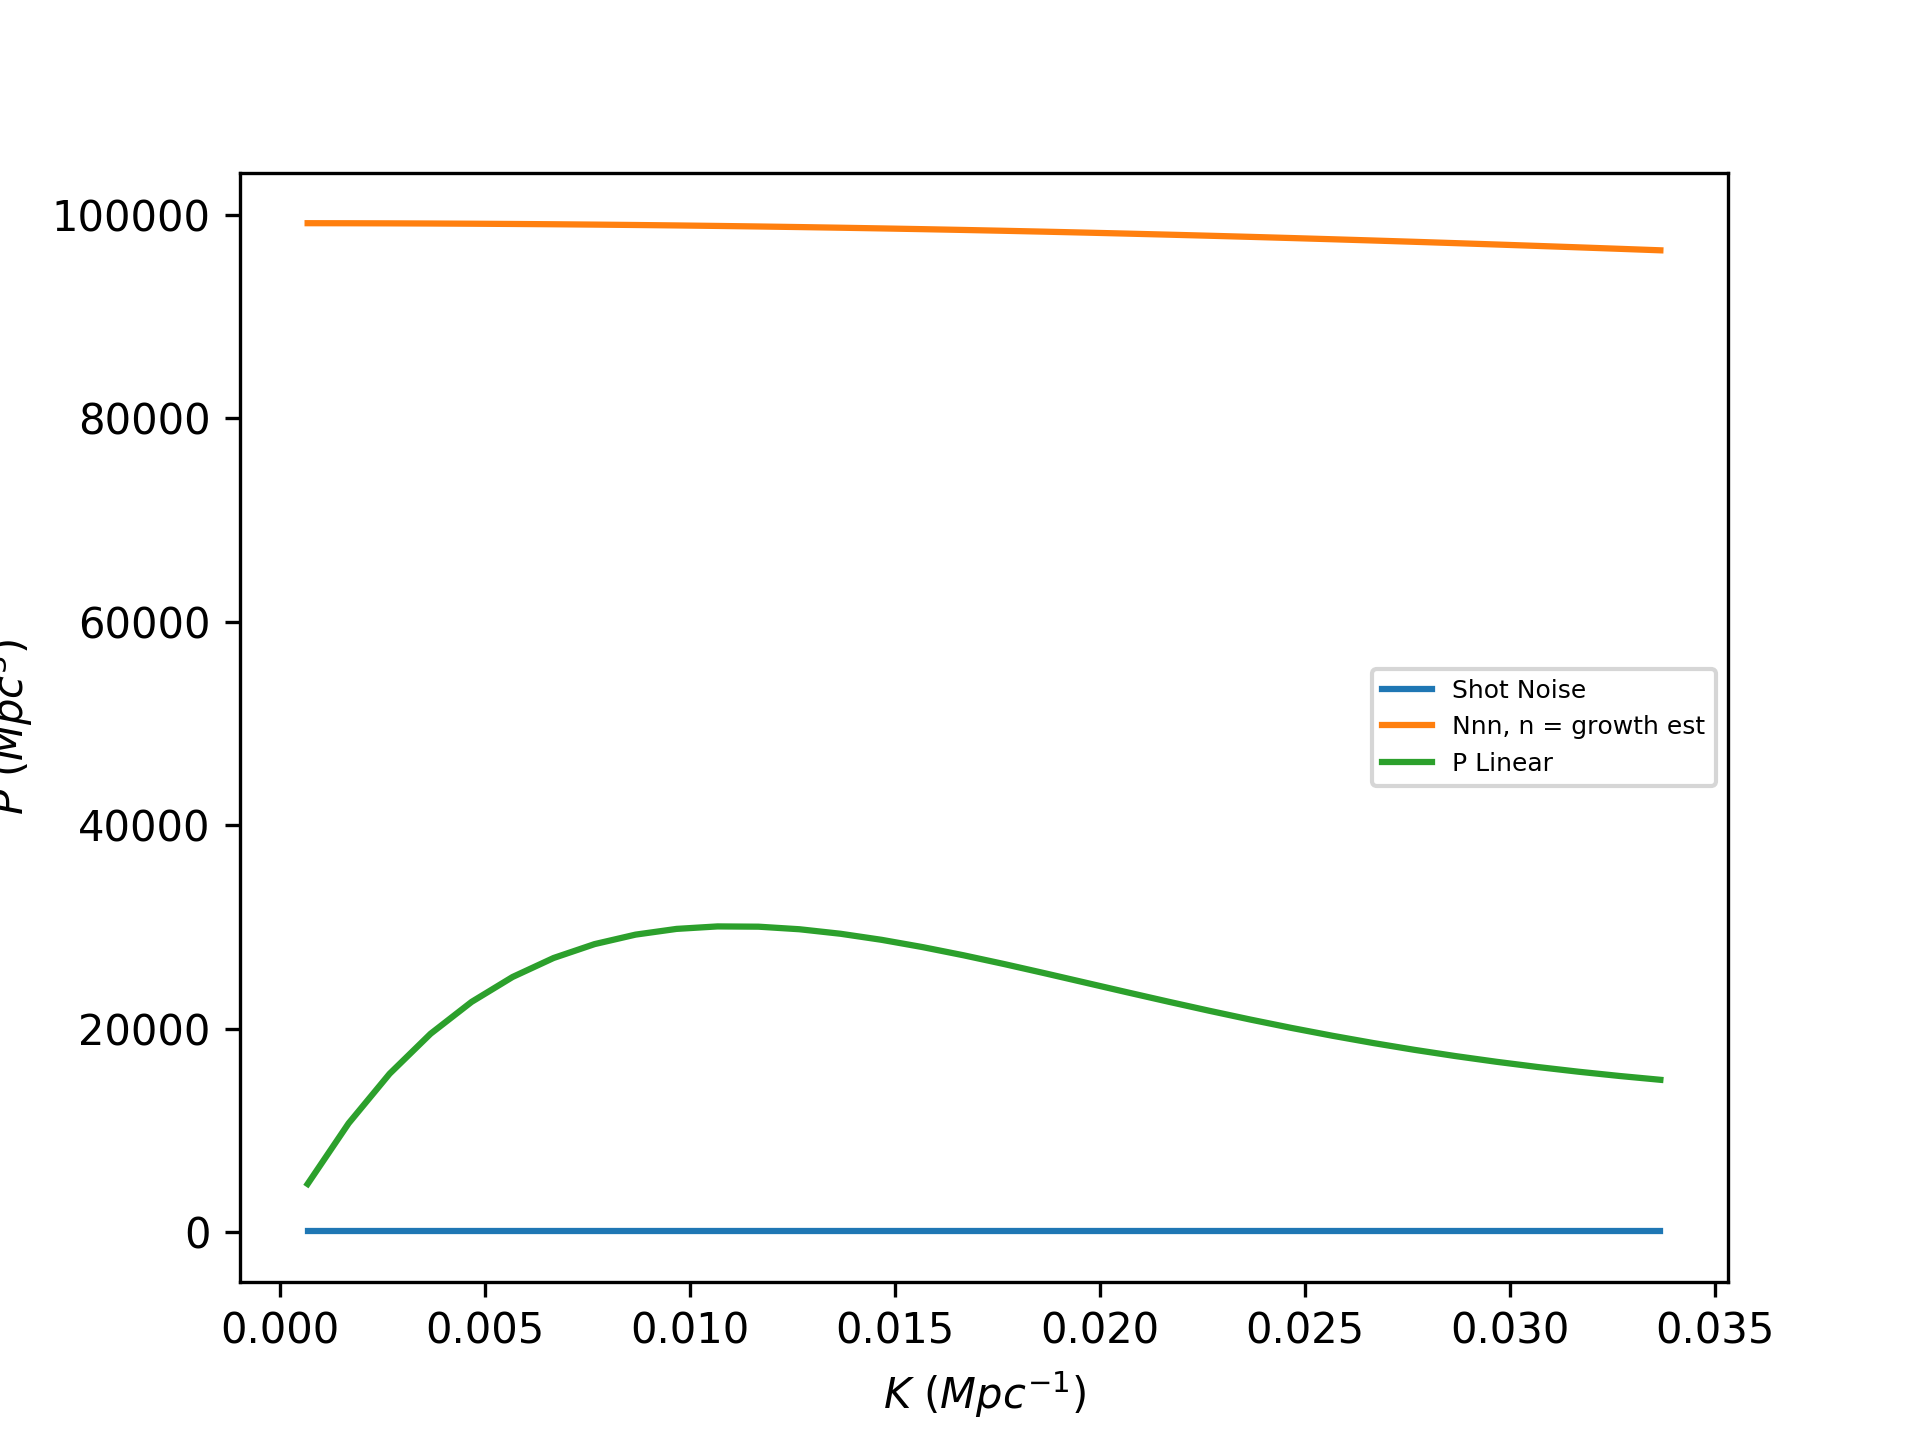 100000
80000
60000
40000
20000
0
P (Mpc³)
Shot Noise
Nnn, n = growth est
P Linear
0.000 0.005 0.010 0.015 0.020 0.025 0.030 0.035
K (Mpc⁻¹)